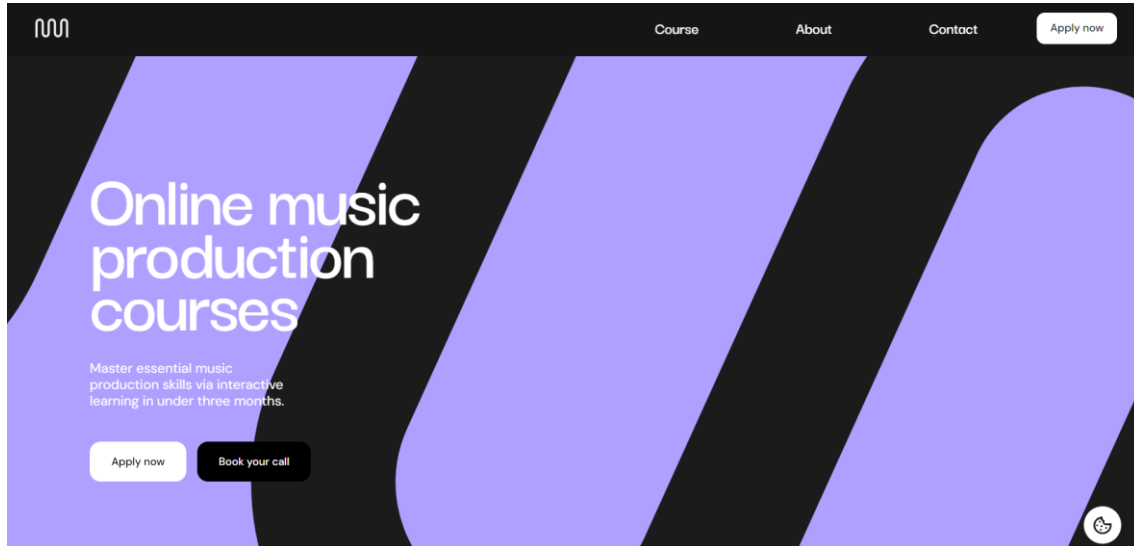 Course
About
Contact
Apply now
Online music
production
courses
Master essential music
production skills via interactive
learning in under three months.
Apply now
Book your call